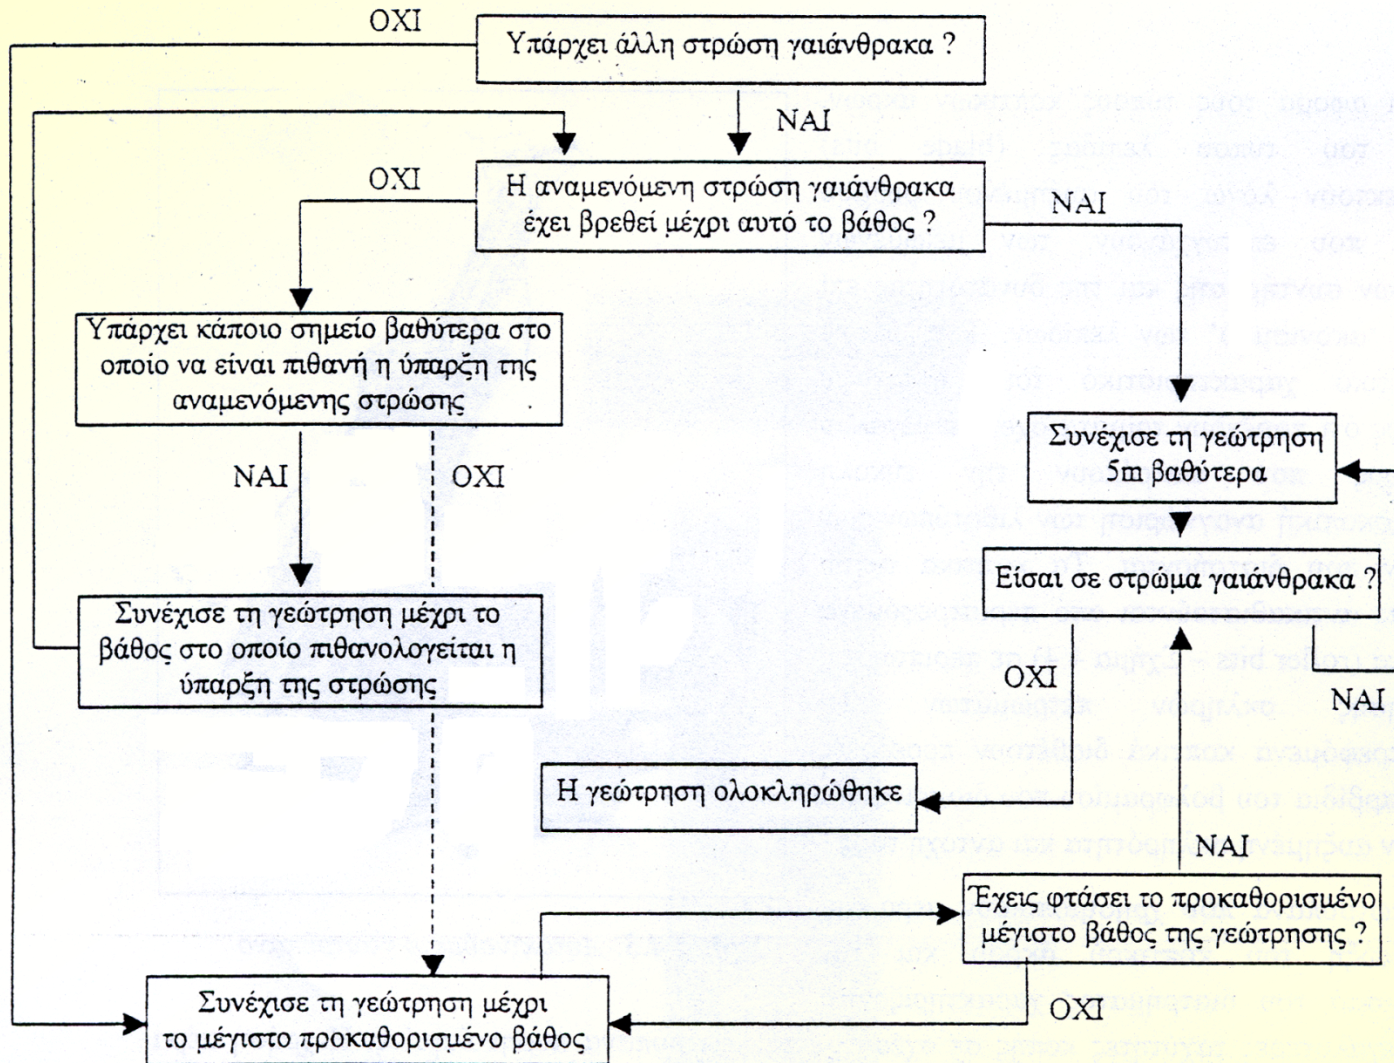 ΟΧΙ
Υπάρχει άλλη στρώση γαιάνθρακα ?
ΝΑΙ
ΟΧΙ
Η αναμενόμενη στρώση γαιάνθρακα
έχει βρεθεί μέχρι αυτό το βάθος ?
ΝΑΙ
Υπάρχει κάποιο σημείο βαθύτερα στο
οποίο να είναι πιθανή η ύπαρξη της
αναμενόμενης στρώσης
ΝΑΙ
ΟΧΙ
Συνέχισε τη γεώτρηση
5m βαθύτερα
Είσαι σε στρώμα γαιάνθρακα ?
Συνέχισε τη γεώτρηση μέχρι το
βάθος στο οποίο πιθανολογείται η
ύπαρξη της στρώσης
ΟΧΙ
ΝΑΙ
Η γεώτρηση ολοκληρώθηκε
ΝΑΙ
Έχεις φτάσει το προκαθορισμένο
μέγιστο βάθος της γεώτρησης ?
ΟΧΙ
Συνέχισε τη γεώτρηση μέχρι
το μέγιστο προκαθορισμένο βάθος